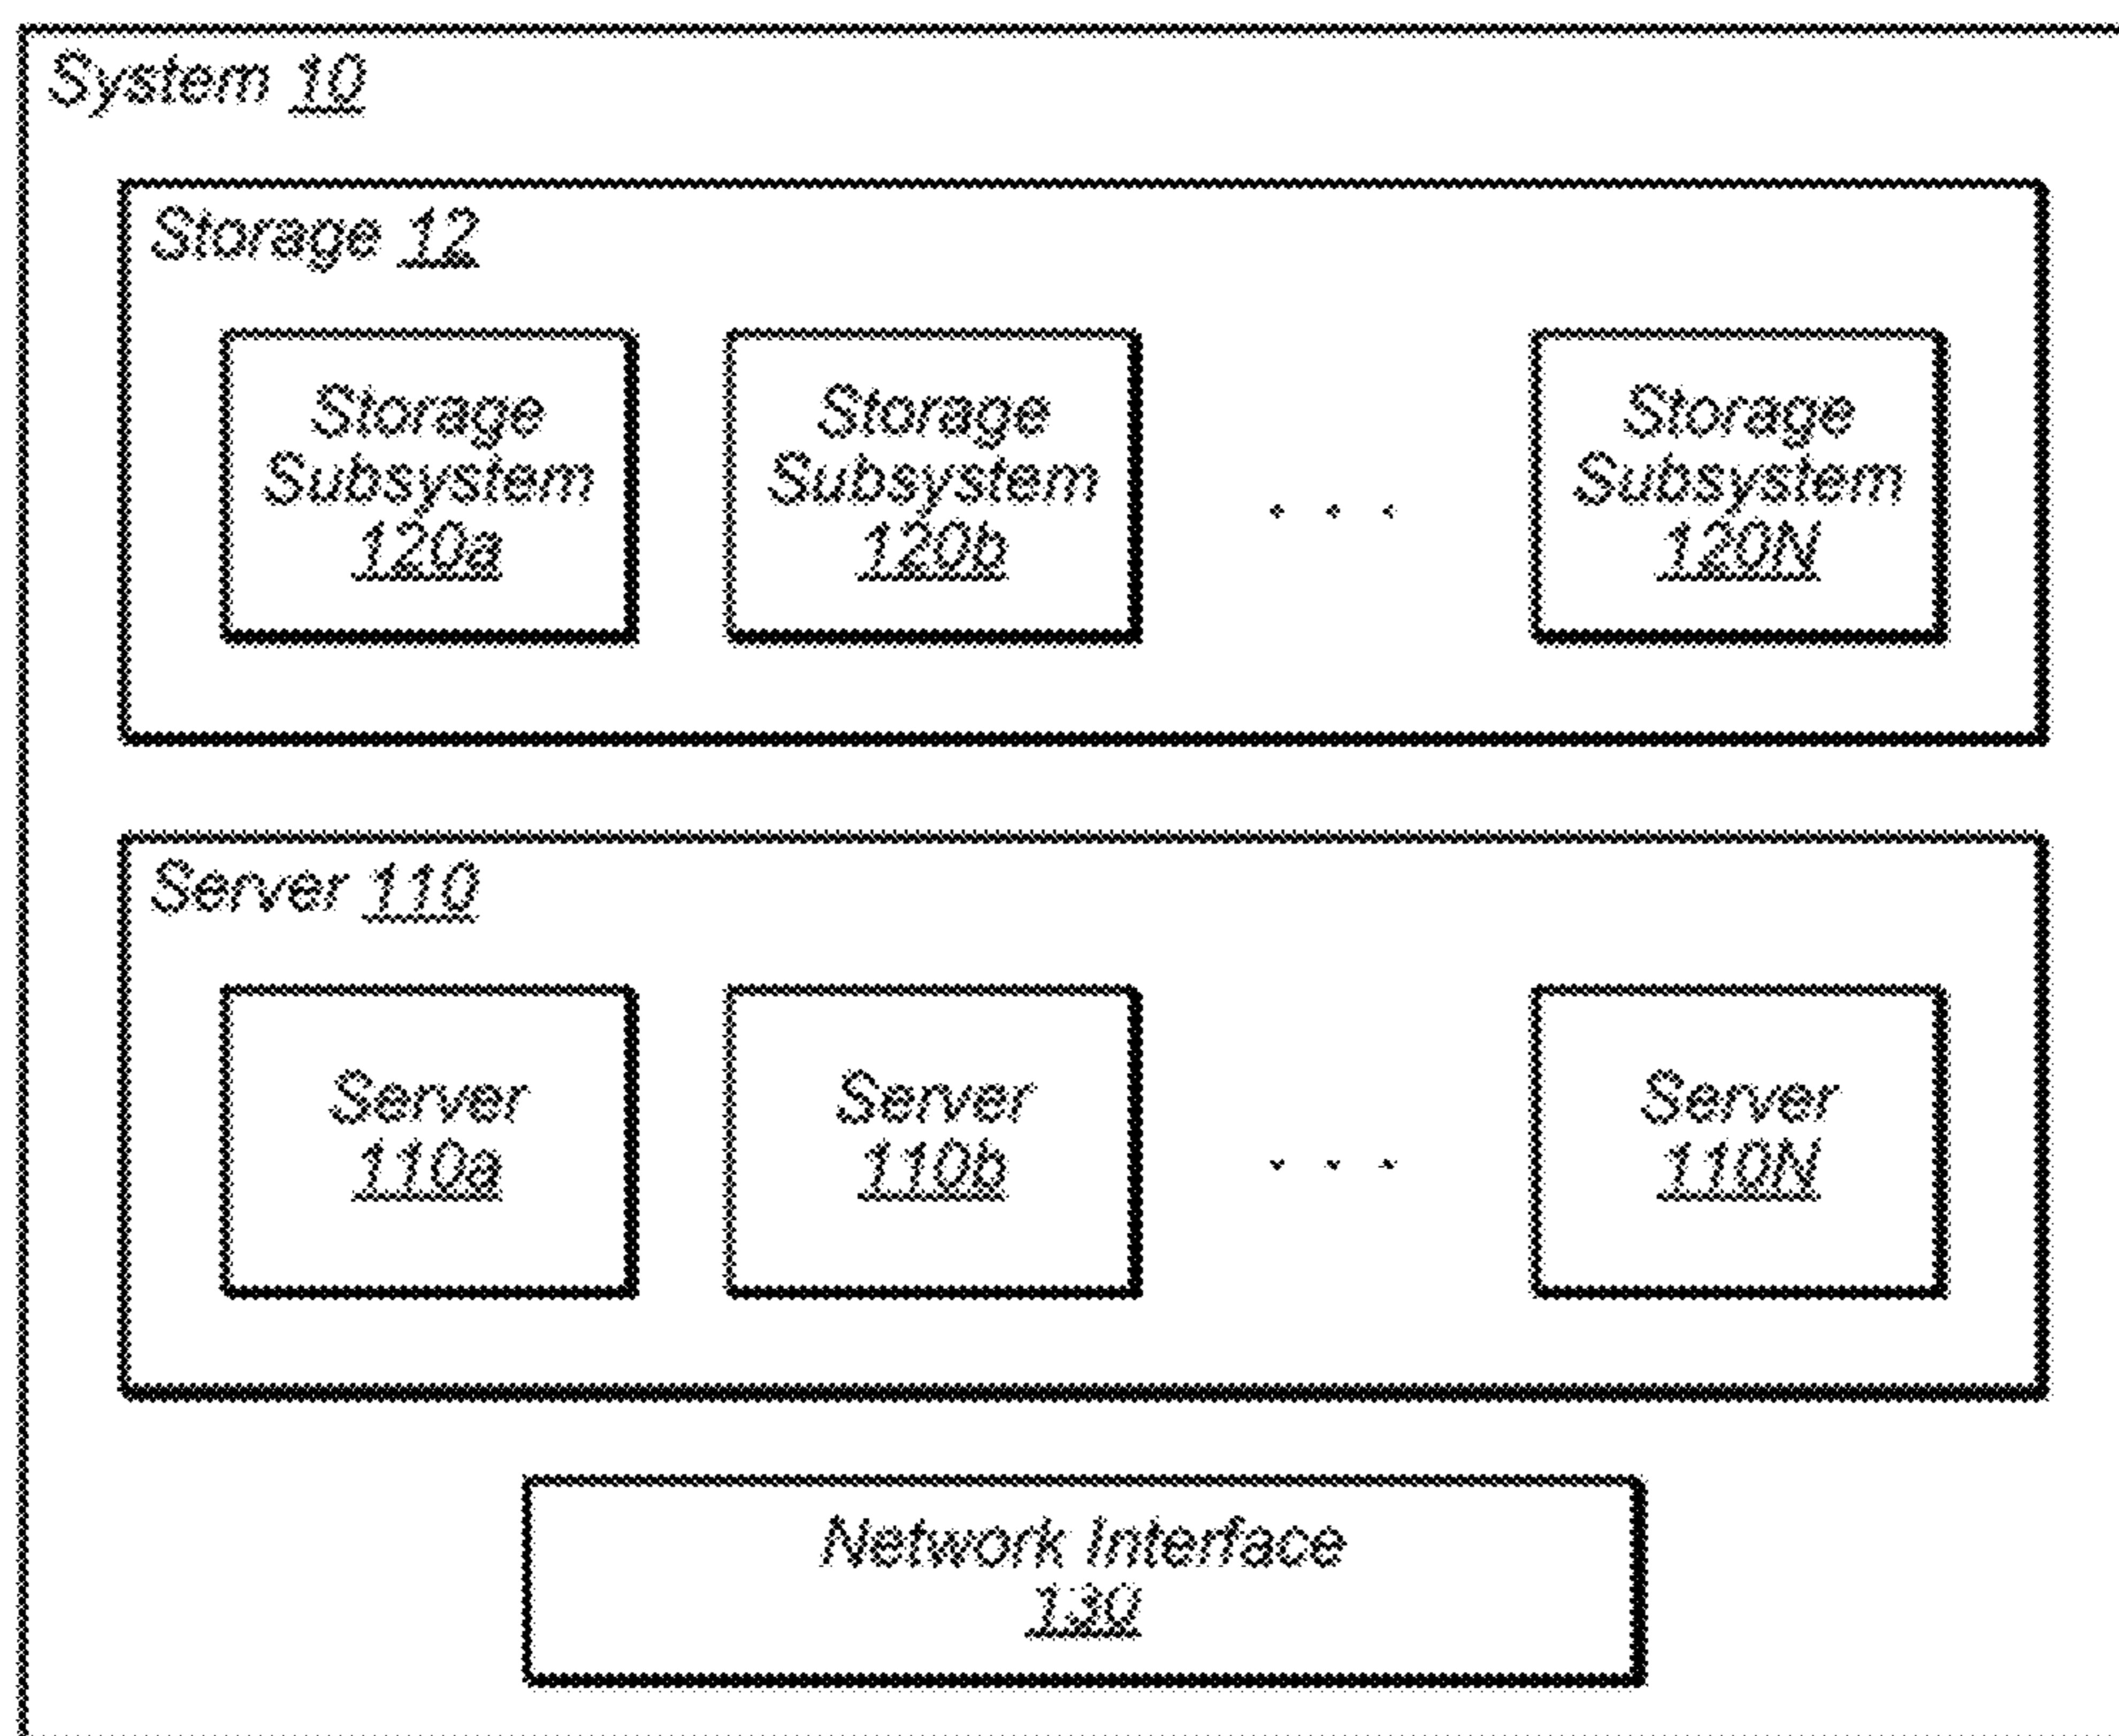 System 10
Storage 12
Storage
Subsystem
120a
Storage
Subsystem
120b
. . .
Storage
Subsystem
120N
Server 110
Server
110a
Server
110b
. . .
Server
110N
Network Interface
130